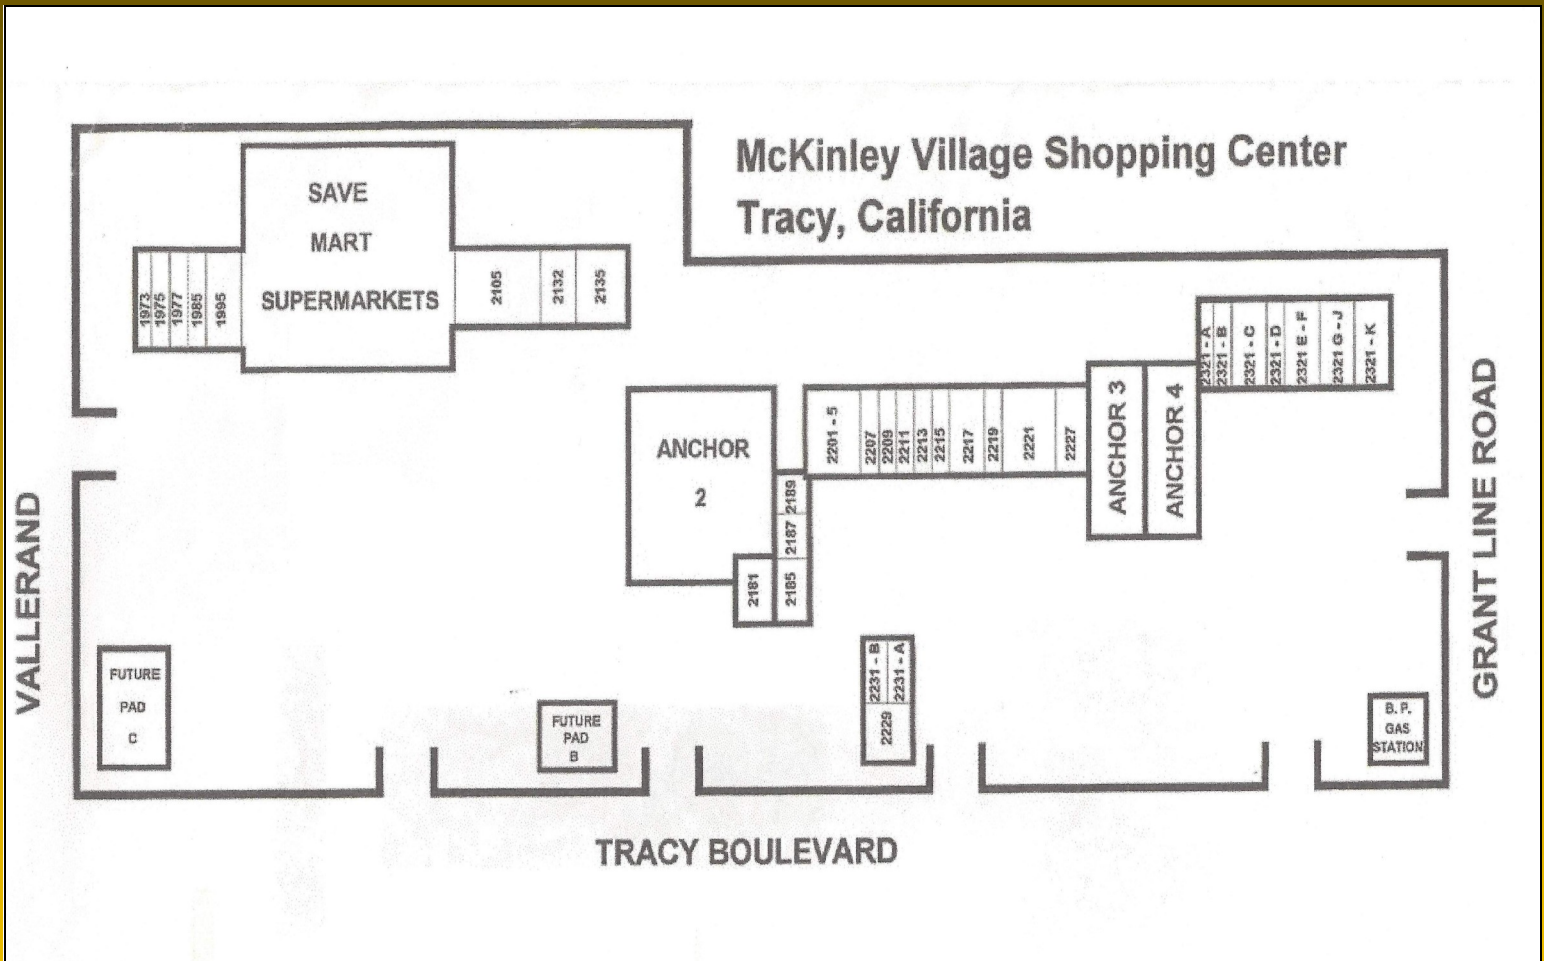 McKinley Village Shopping Center
Tracy, California
SAVE
MART
SUPERMARKETS
1973
1975
1977
1985
1995
2105
2132
2135
ANCHOR
2
2181
2185
2187
2189
2201 - 5
2207
2209
2211
2213
2215
2217
2219
2221
2227
ANCHOR 3
ANCHOR 4
2321 - A
2321 - B
2321 - C
2321 - D
2321 E - F
2321 G - J
2321 - K
VALLERAND
GRANT LINE ROAD
FUTURE
PAD
C
FUTURE
PAD
B
2231 - B
2231 - A
2229
B. P.
GAS
STATION
TRACY BOULEVARD